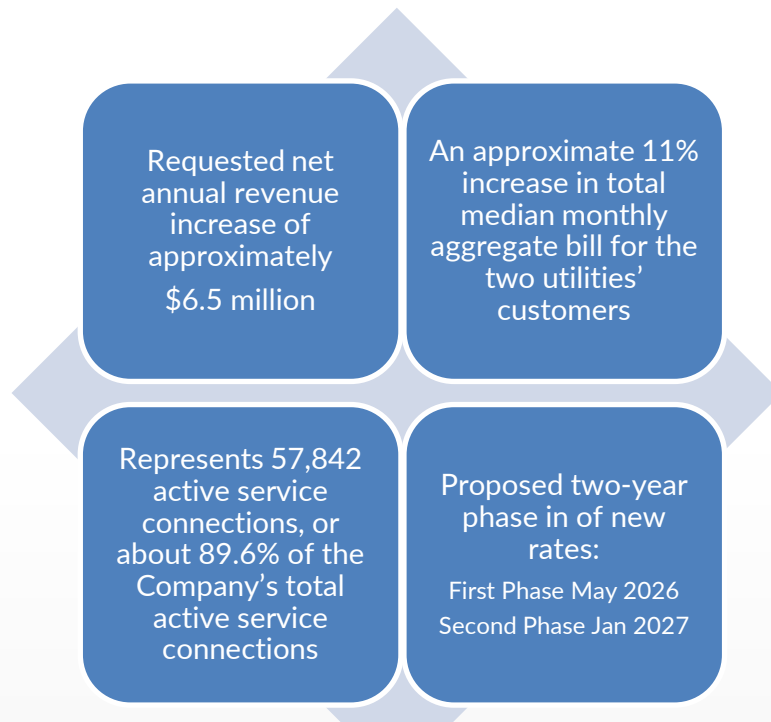 Requested net
annual revenue
increase of
approximately
$6.5 million
An approximate 11%
increase in total
median monthly
aggregate bill for the
two utilities’
customers
Represents 57,842
active service
connections, or
about 89.6% of the
Company’s total
active service
connections
Proposed two-year
phase in of new
rates:
First Phase May 2026
Second Phase Jan 2027